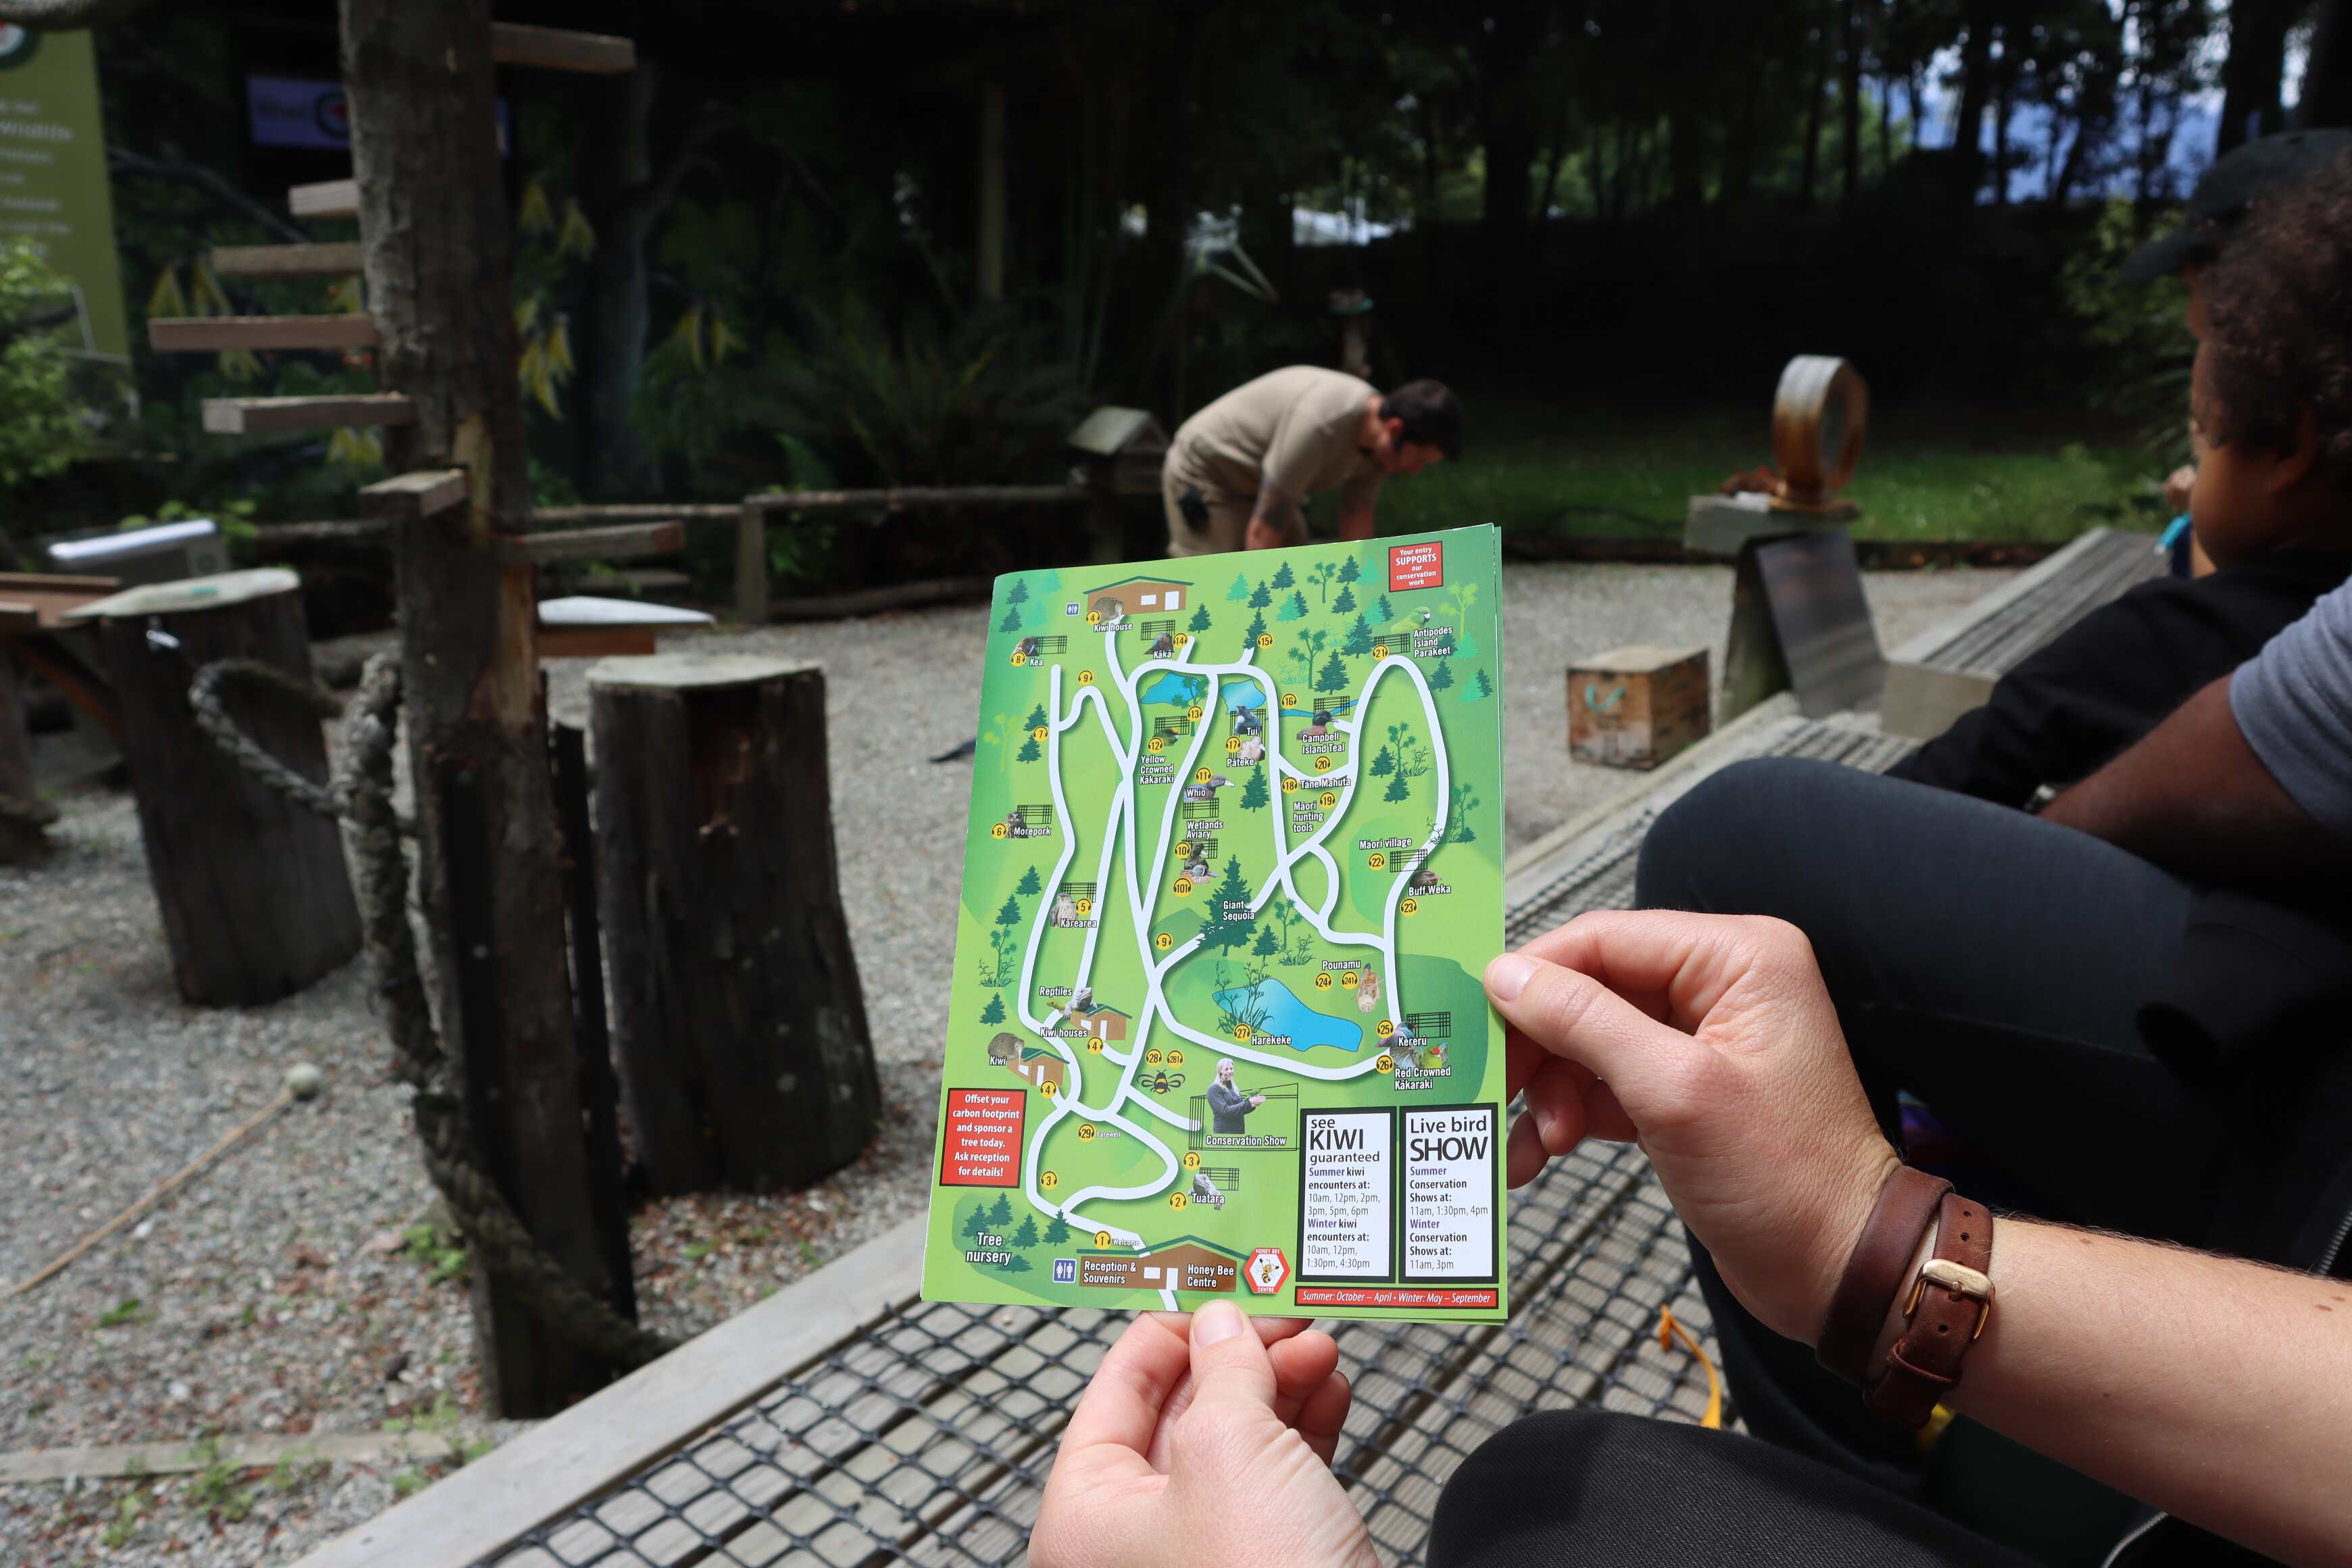 Wildlife
Your entry
SUPPORTS
our
conservation
work
4
Kiwi house
14
Kākā
15
Antipodes
Island
Parakeet
21
8
Kea
9
16
13
7
12
Yellow
Crowned
Kākāraki
Tui
17
Pāteke
Campbell
Island Teal
20
11
Whio
18
Tāne Mahuta
19
Māori
hunting
tools
6
Morepork
Wetlands
Aviary
10
101
Maori village
22
Buff Weka
23
5
Kārearea
Giant
Sequoia
9
Pounamu
24
241
Reptiles
Kiwi houses
4
27
Harekeke
25
Kereru
26
Red Crowned
Kākaraki
Kiwi
4
28
281
Offset your
carbon footprint
and sponsor a
tree today.
Ask reception
for details!
29
Farewell
Conservation Show
3
3
2
Tuatara
see
KIWI
guaranteed
Summer kiwi
encounters at:
10am, 12pm, 2pm,
3pm, 5pm, 6pm
Winter kiwi
encounters at:
10am, 12pm,
1:30pm, 4:30pm
Live bird
SHOW
Summer
Conservation
Shows at:
11am, 1:30pm, 4pm
Winter
Conservation
Shows at:
11am, 3pm
Tree
nursery
1
Welcome
Reception &
Souvenirs
Honey Bee
Centre
HONEY BEE
CENTRE
Summer: October – April • Winter: May – September